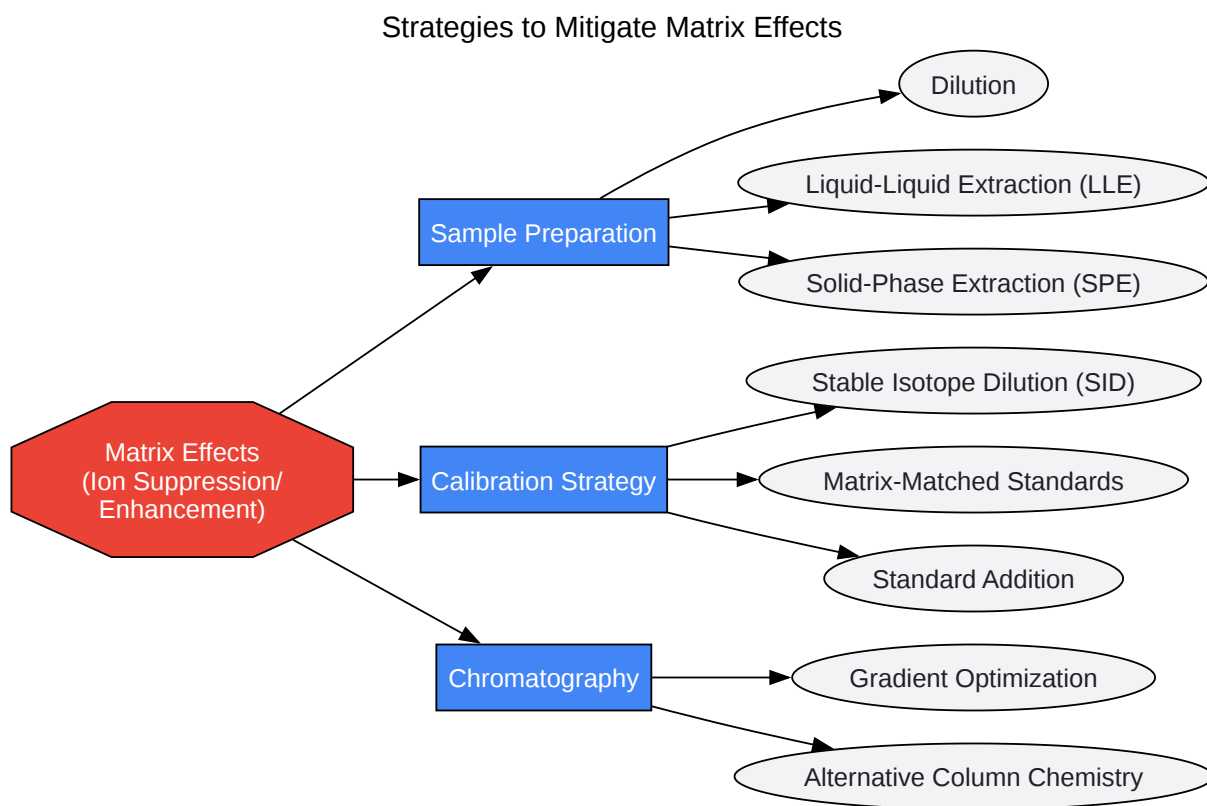 Strategies to Mitigate Matrix Effects
Dilution
Liquid-Liquid Extraction (LLE)
Sample Preparation
Solid-Phase Extraction (SPE)
Stable Isotope Dilution (SID)
Matrix Effects
(Ion Suppression/
Enhancement)
Calibration Strategy
Matrix-Matched Standards
Standard Addition
Chromatography
Gradient Optimization
Alternative Column Chemistry